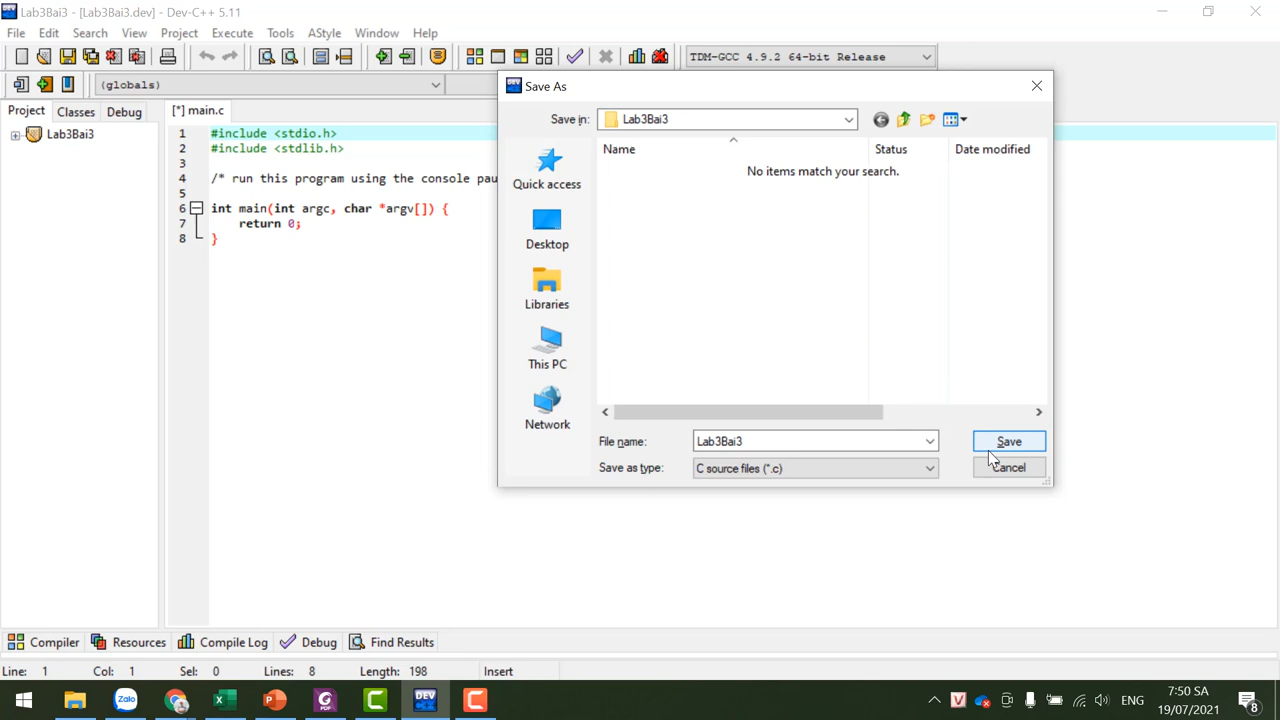 Lab3Bai3 - [Lab3Bai3.dev] - Dev-C++ 5.11
File Edit Search View Project Execute Tools AStyle Window Help
TDM-GCC 4.9.2 64-bit Release
(globals)
Project Classes Debug
[*] main.c
Lab3Bai3
1 #include <stdio.h>
2 #include <stdlib.h>
3
4 /* run this program using the console pau
5
6 int main(int argc, char *argv[]) {
7 return 0;
8 }
Save As
Save in: Lab3Bai3
Name Status Date modified
No items match your search.
Quick access
Desktop
Libraries
This PC
Network
File name: Lab3Bai3 Save
Save as type: C source files (*.c) Cancel
Compiler Resources Compile Log Debug Find Results
Line: 1 Col: 1 Sel: 0 Lines: 8 Length: 198 Insert
Zalo
PDF
DEV
V
ENG
7:50 SA
19/07/2021
8